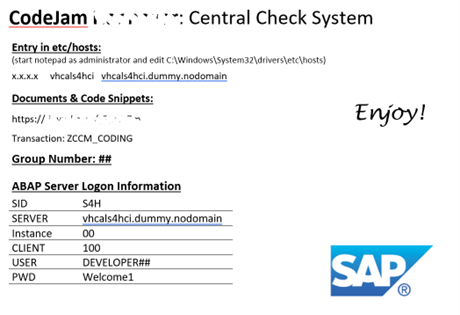 CodeJam : Central Check System
Entry in etc/hosts:
(start notepad as administrator and edit C:\Windows\System32\drivers\etc\hosts)
x.x.x.x vhcals4hci vhcals4hci.dummy.nodomain
Documents & Code Snippets:
https://
Enjoy!
Transaction: ZCCM_CODING
Group Number: ##
ABAP Server Logon Information
SID S4H
SERVER vhcals4hci.dummy.nodomain
Instance 00
CLIENT 100
USER DEVELOPER##
PWD Welcome1
SAP ®